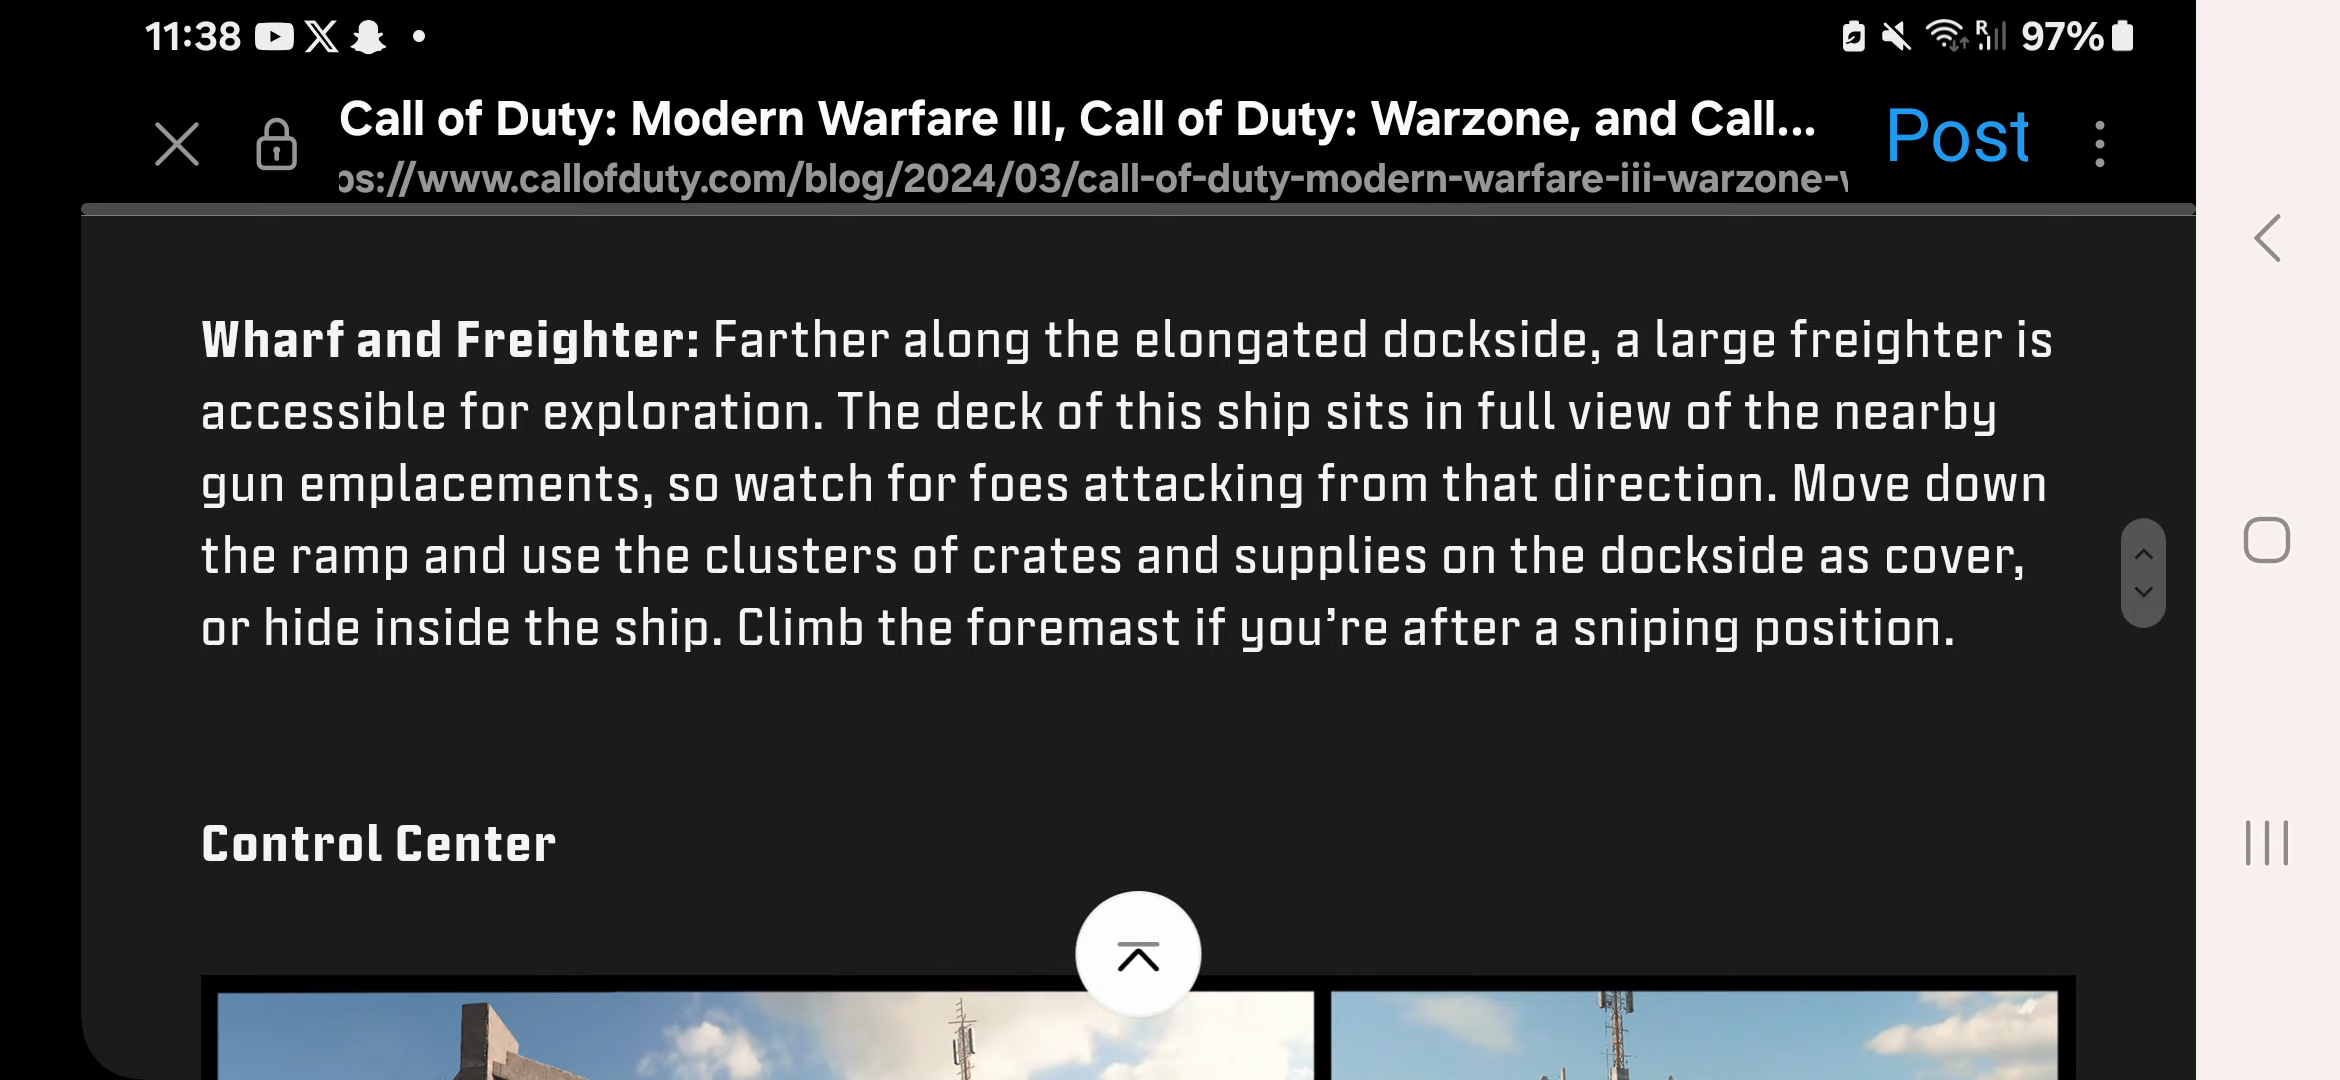 11:38
R
97%
Call of Duty: Modern Warfare III, Call of Duty: Warzone, and Call...
Post
ps://www.callofduty.com/blog/2024/03/call-of-duty-modern-warfare-iii-warzone-
Wharf and Freighter: Farther along the elongated dockside, a large freighter is
accessible for exploration. The deck of this ship sits in full view of the nearby
gun emplacements, so watch for foes attacking from that direction. Move down
the ramp and use the clusters of crates and supplies on the dockside as cover,
or hide inside the ship. Climb the foremast if you’re after a sniping position.
Control Center